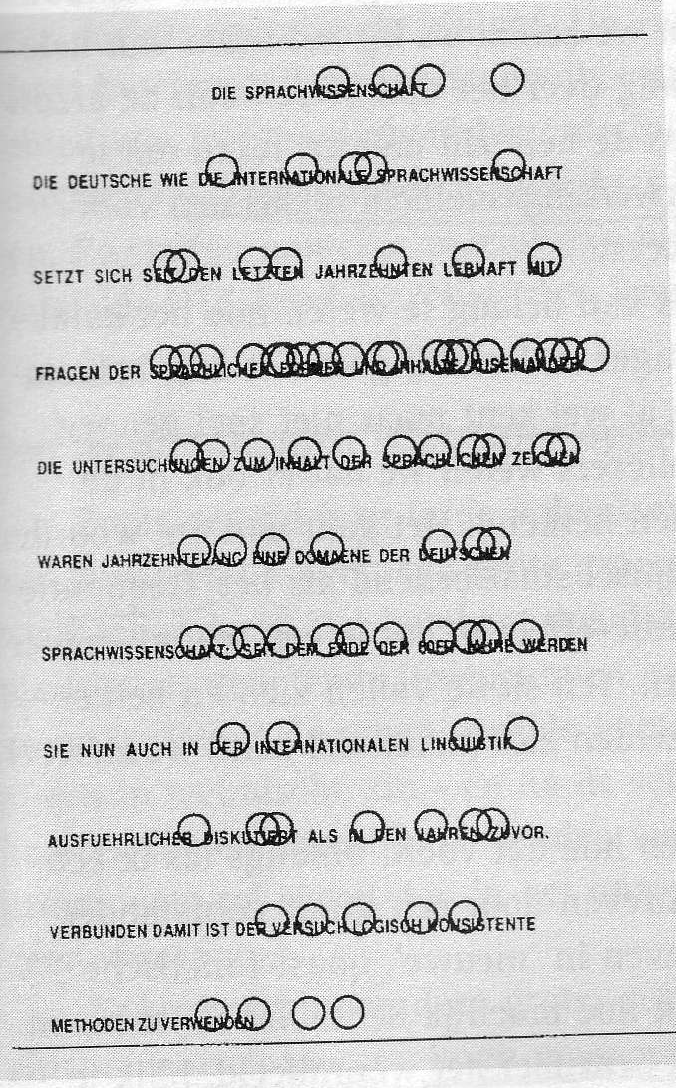 DIE SPRACHWISSENSCHAFT
DIE DEUTSCHE WIE DIE INTERNATIONALE SPRACHWISSENSCHAFT
SETZT SICH SEIT DEN LETZTEN JAHRZEHNTEN LEBHAFT MIT
FRAGEN DER SPRACHLICHEN FORMEN UND INHALTE AUSEINANDER.
DIE UNTERSUCHUNGEN ZUM INHALT DER SPRACHLICHEN ZEICHEN
WAREN JAHRZEHNTELANG EINE DOMAENE DER DEUTSCHEN
SPRACHWISSENSCHAFT; SEIT DEM ENDE DER 60ER JAHRE WERDEN
SIE NUN AUCH IN DER INTERNATIONALEN LINGUISTIK
AUSFUEHRLICHER DISKUTIERT ALS IN DEN JAHREN ZUVOR.
VERBUNDEN DAMIT IST DER VERSUCH LOGISCH KONSISTENTE
METHODEN ZU VERWENDEN